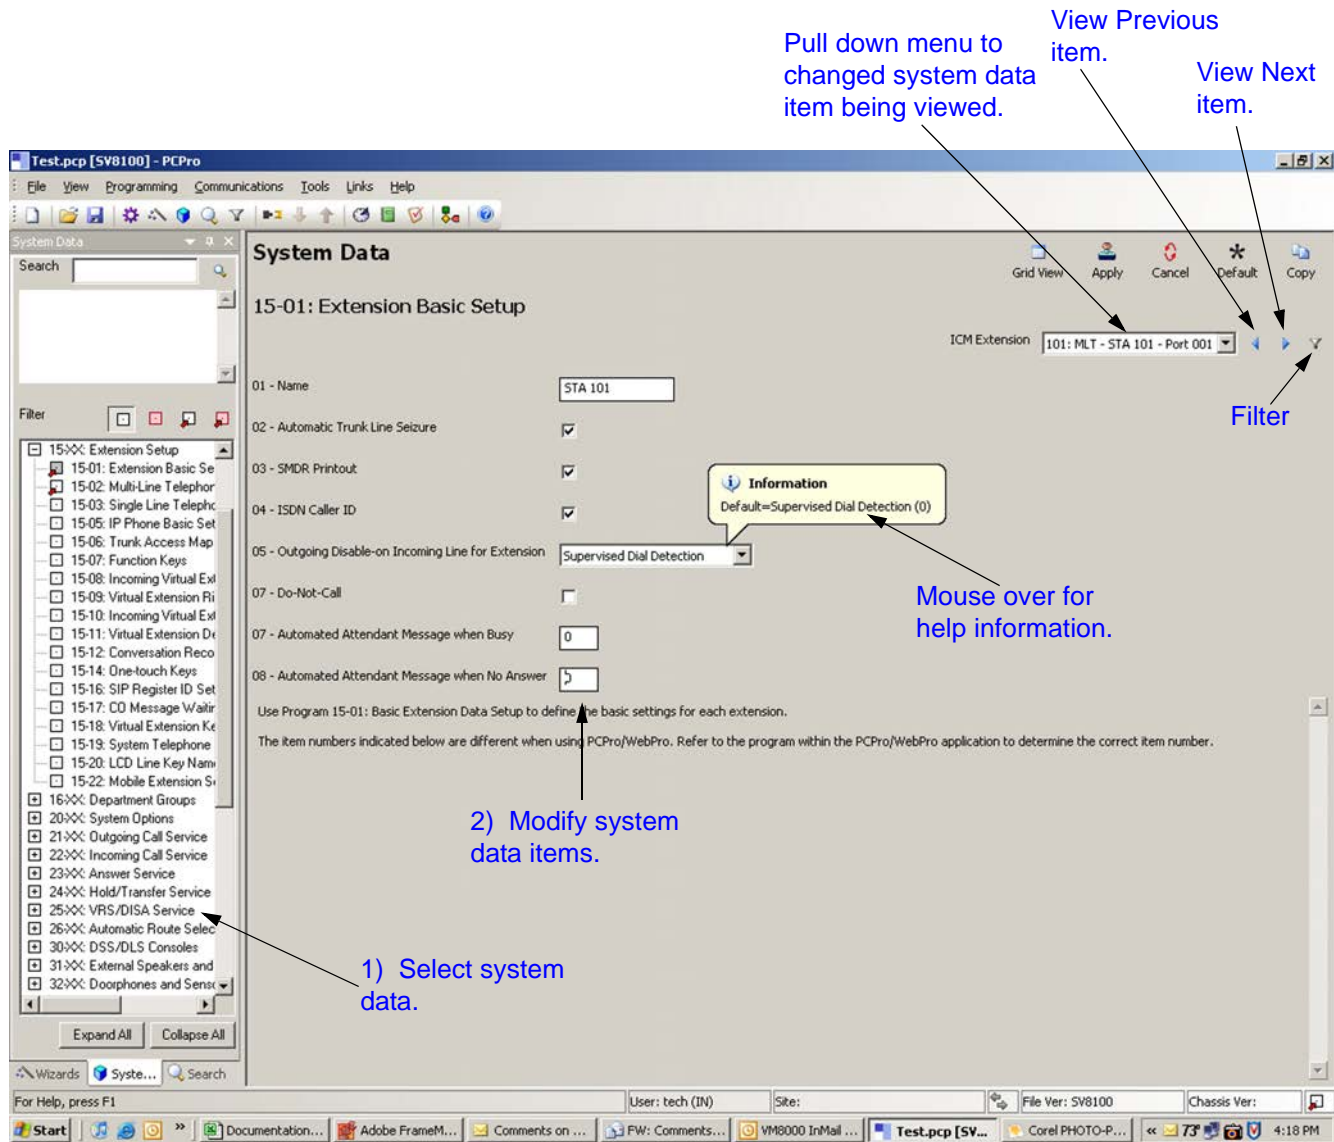 View Previous
item.
Pull down menu to
changed system data
item being viewed.
View Next
item.
Test.pcp [SV8100] - PCPro
File View Programming Communications Tools Links Help
System Data
Search
System Data
Grid View Apply Cancel Default Copy
15-01: Extension Basic Setup
ICM Extension 101: MLT - STA 101 - Port 001
Filter
01 - Name STA 101
02 - Automatic Trunk Line Seizure
03 - SMDR Printout
04 - ISDN Caller ID
Information
Default=Supervised Dial Detection (0)
05 - Outgoing Disable-on Incoming Line for Extension Supervised Dial Detection
07 - Do-Not-Call
Mouse over for
help information.
07 - Automated Attendant Message when Busy 0
08 - Automated Attendant Message when No Answer
Use Program 15-01: Basic Extension Data Setup to define the basic settings for each extension.
The item numbers indicated below are different when using PCPro/WebPro. Refer to the program within the PCPro/WebPro application to determine the correct item number.
2) Modify system
data items.
Filter
15-XX: Extension Setup
15-01: Extension Basic Se
15-02: Multi-Line Telephor
15-03: Single Line Telepho
15-05: IP Phone Basic Set
15-06: Trunk Access Map
15-07: Function Keys
15-08: Incoming Virtual Ext
15-09: Virtual Extension Ri
15-10: Incoming Virtual Ext
15-11: Virtual Extension De
15-12: Conversation Reco
15-14: One-touch Keys
15-16: SIP Register ID Set
15-17: CO Message Waitir
15-18: Virtual Extension Ke
15-19: System Telephone
15-20: LCD Line Key Nam
15-22: Mobile Extension S
16-XX: Department Groups
20-XX: System Options
21-XX: Outgoing Call Service
22-XX: Incoming Call Service
23-XX: Answer Service
24-XX: Hold/Transfer Service
25-XX: VRS/DISA Service
26-XX: Automatic Route Selec
30-XX: DSS/DLS Consoles
31-XX: External Speakers and
32-XX: Doorphones and Senso
1) Select system
data.
Expand All Collapse All
Wizards Syste... Search
For Help, press F1 User: tech (IN) Site: File Ver: SV8100 Chassis Ver:
Start » Documentation... Adobe FrameM... Comments on ... FW: Comments... VM8000 InMail ... Test.pcp [SV... Corel PHOTO-P... « 73° 4:18 PM